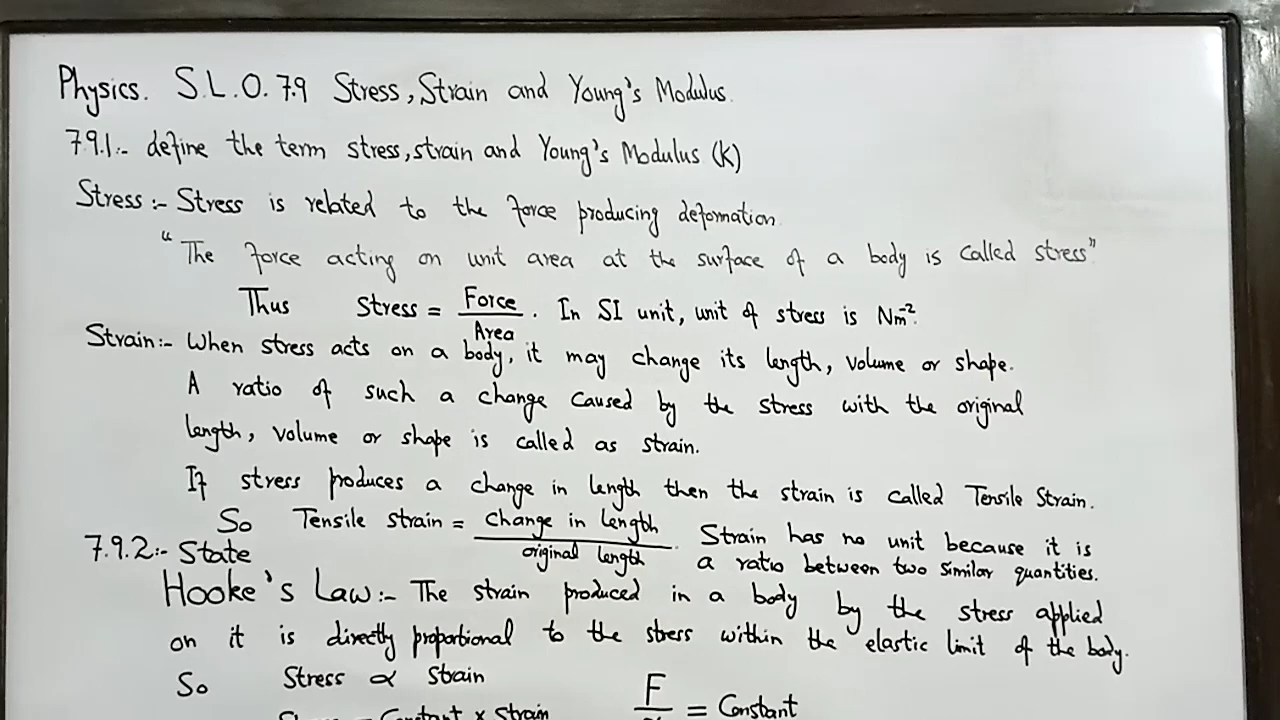 Physics. S.L.O. 7.9 Stress, Strain and Young's Modulus.
7.9.1:- define the term stress, strain and Young's Modulus (K)
Stress:- Stress is related to the force producing deformation
"The force acting on unit area at the surface of a body is called stress"
Thus Stress = Force / Area . In SI unit, unit of stress is Nm⁻².
Strain:- When stress acts on a body, it may change its length, volume or shape.
A ratio of such a change caused by the stress with the original
length, volume or shape is called as strain.
If stress produces a change in length then the strain is called Tensile Strain.
So Tensile strain = change in length / original length . Strain has no unit because it is
a ratio between two similar quantities.
7.9.2:- State
Hooke's Law:- The strain produced in a body by the stress applied
on it is directly proportional to the stress within the elastic limit of the body.
So Stress ∝ Strain
Constant × Strain F = Constant